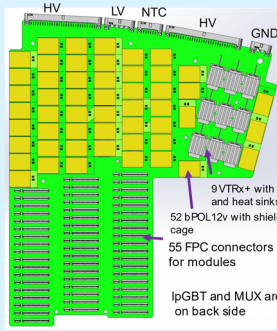 HV LV NTC HV
GND
9 VTRx+ with
and heat sinks
52 bPOL12v with shield
cage
55 FPC connectors
for modules
lpGBT and MUX are
on back side